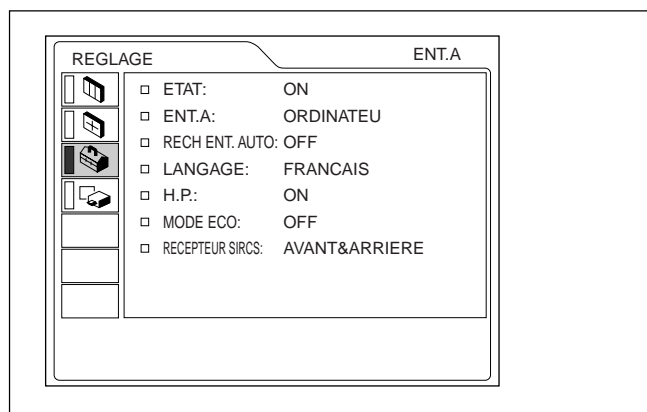 REGLAGE ENT.A
ETAT: ON
ENT.A: ORDINATEU
RECH ENT. AUTO: OFF
LANGAGE: FRANCAIS
H.P.: ON
MODE ECO: OFF
RECEPTEUR SIRCS: AVANT&ARRIERE